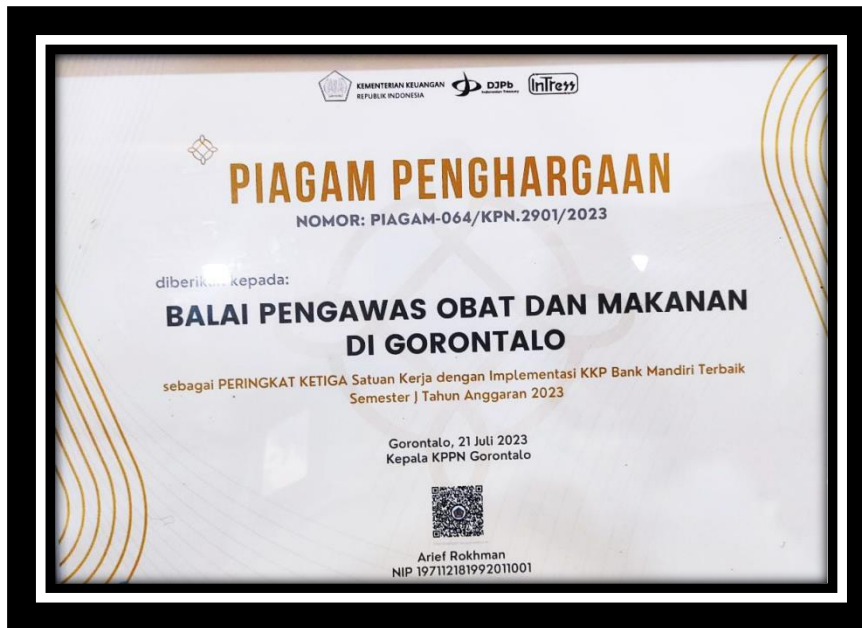 KEMENTERIAN KEUANGAN
REPUBLIK INDONESIA
DJPb
InTress
PIAGAM PENGHARGAAN
NOMOR: PIAGAM-064/KPN.2901/2023
diberikan kepada:
BALAI PENGAWAS OBAT DAN MAKANAN
DI GORONTALO
sebagai PERINGKAT KETIGA Satuan Kerja dengan Implementasi KKP Bank Mandiri Terbaik
Semester I Tahun Anggaran 2023
Gorontalo, 21 Juli 2023
Kepala KPPN Gorontalo
Arief Rokhman
NIP 197112181992011001